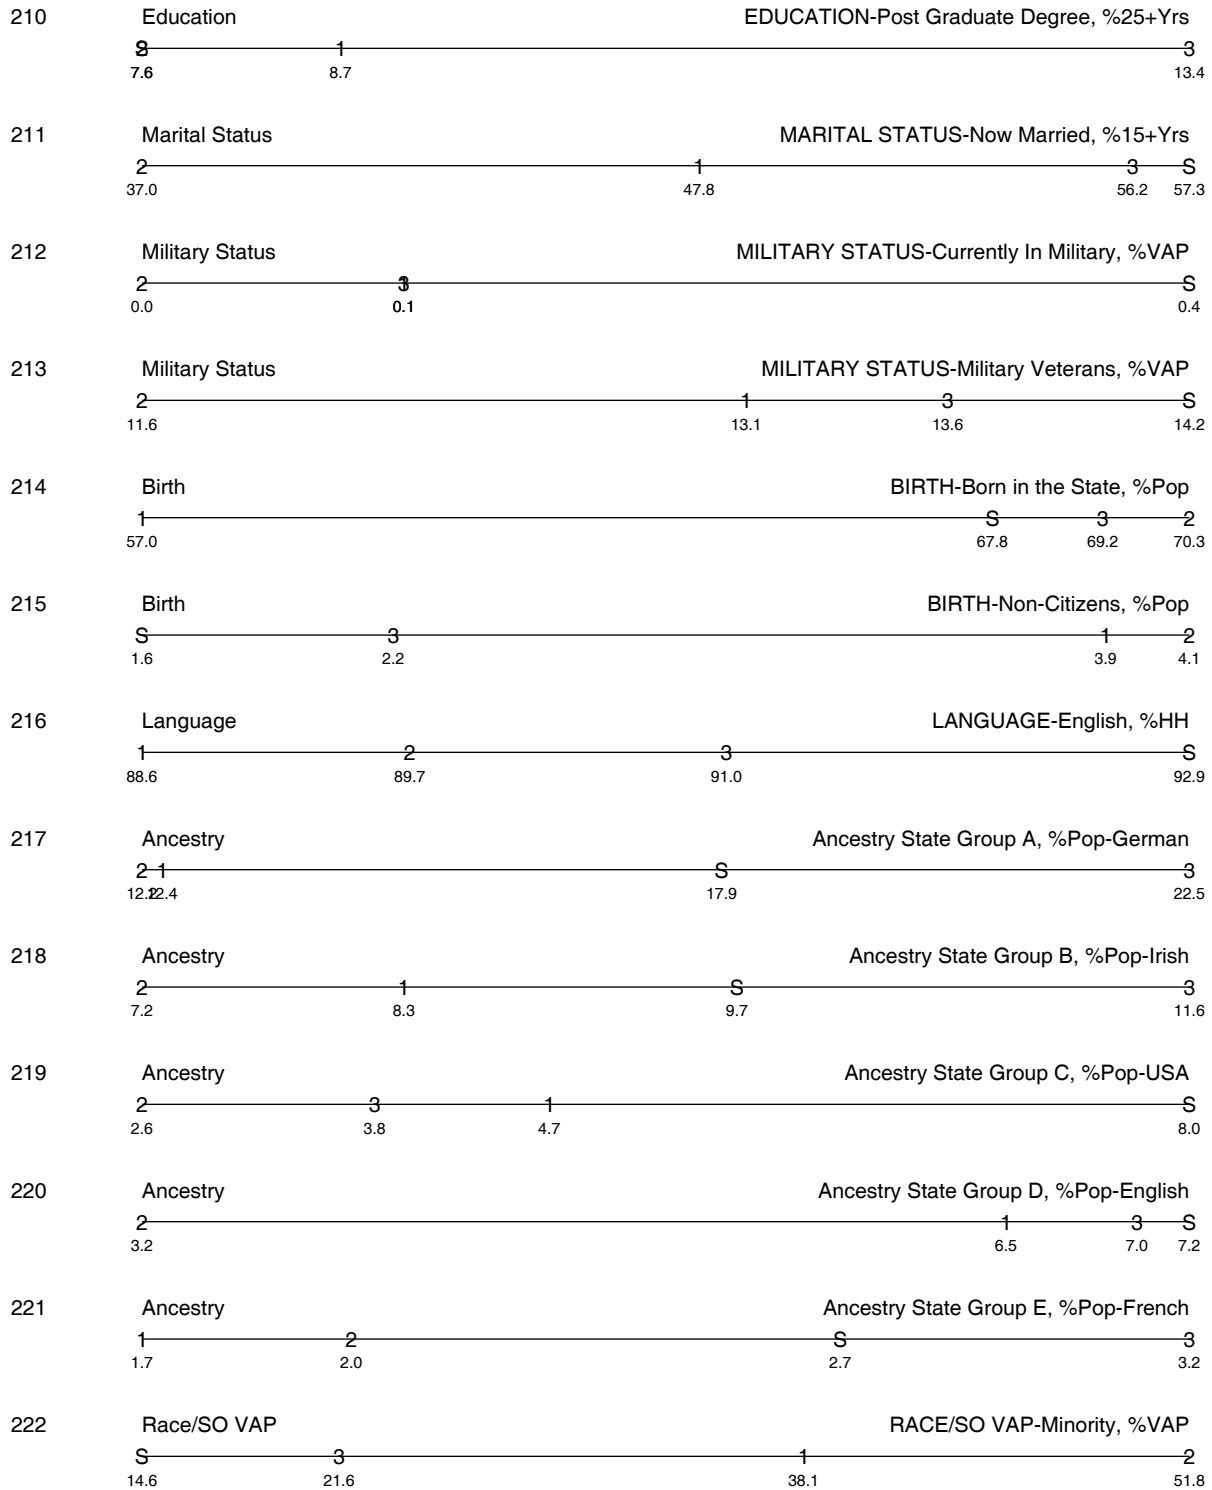 210 Education EDUCATION-Post Graduate Degree, %25+Yrs
S 2 1 3
7.6 7.6 8.7 13.4
211 Marital Status MARITAL STATUS-Now Married, %15+Yrs
2 1 3 S
37.0 47.8 56.2 57.3
212 Military Status MILITARY STATUS-Currently In Military, %VAP
2 1 3 S
0.0 0.1 0.1 0.4
213 Military Status MILITARY STATUS-Military Veterans, %VAP
2 1 3 S
11.6 13.1 13.6 14.2
214 Birth BIRTH-Born in the State, %Pop
1 S 3 2
57.0 67.8 69.2 70.3
215 Birth BIRTH-Non-Citizens, %Pop
S 3 1 2
1.6 2.2 3.9 4.1
216 Language LANGUAGE-English, %HH
1 2 3 S
88.6 89.7 91.0 92.9
217 Ancestry Ancestry State Group A, %Pop-German
2 1 S 3
12.2 12.4 17.9 22.5
218 Ancestry Ancestry State Group B, %Pop-Irish
2 1 S 3
7.2 8.3 9.7 11.6
219 Ancestry Ancestry State Group C, %Pop-USA
2 3 1 S
2.6 3.8 4.7 8.0
220 Ancestry Ancestry State Group D, %Pop-English
2 1 3 S
3.2 6.5 7.0 7.2
221 Ancestry Ancestry State Group E, %Pop-French
1 2 S 3
1.7 2.0 2.7 3.2
222 Race/SO VAP RACE/SO VAP-Minority, %VAP
S 3 1 2
14.6 21.6 38.1 51.8